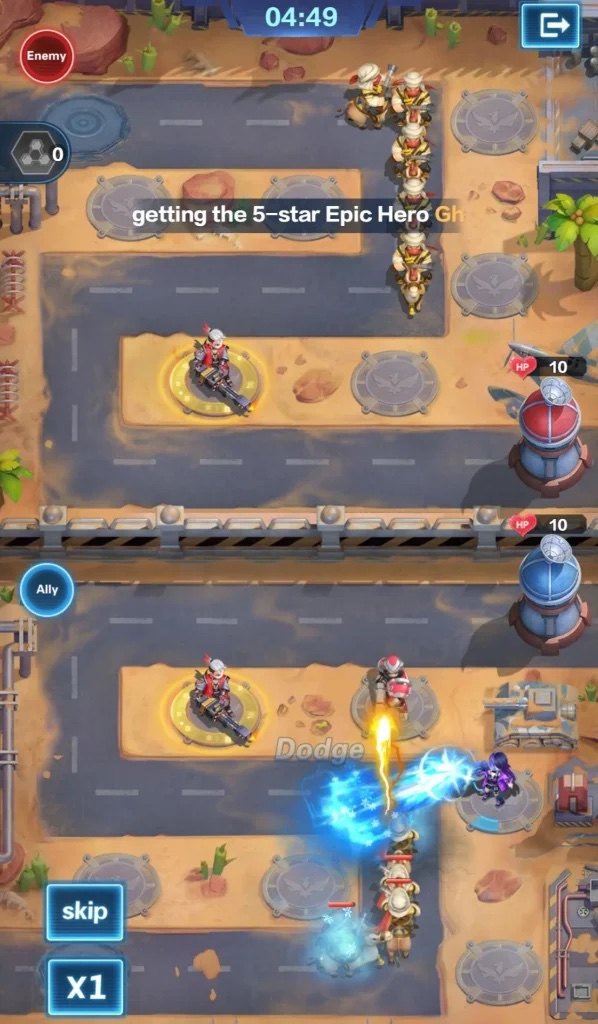 04:49
Enemy
0
getting the 5-star Epic Hero Gh
HP 10
HP 10
Ally
Dodge
skip
X1